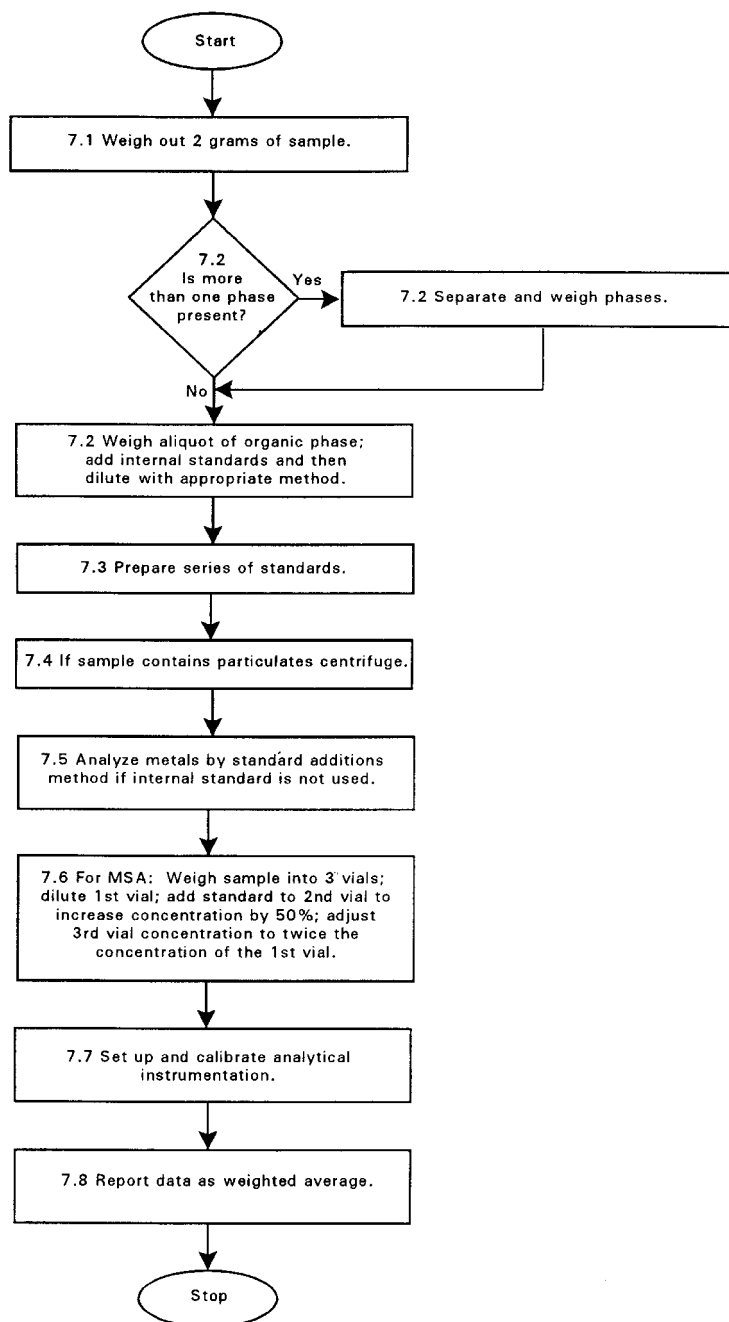 Start
7.1 Weigh out 2 grams of sample.
7.2
Is more
than one phase
present?
Yes
7.2 Separate and weigh phases.
No
7.2 Weigh aliquot of organic phase;
add internal standards and then
dilute with appropriate method.
7.3 Prepare series of standards.
7.4 If sample contains particulates centrifuge.
7.5 Analyze metals by standard additions
method if internal standard is not used.
7.6 For MSA: Weigh sample into 3 vials;
dilute 1st vial; add standard to 2nd vial to
increase concentration by 50%; adjust
3rd vial concentration to twice the
concentration of the 1st vial.
7.7 Set up and calibrate analytical
instrumentation.
7.8 Report data as weighted average.
Stop